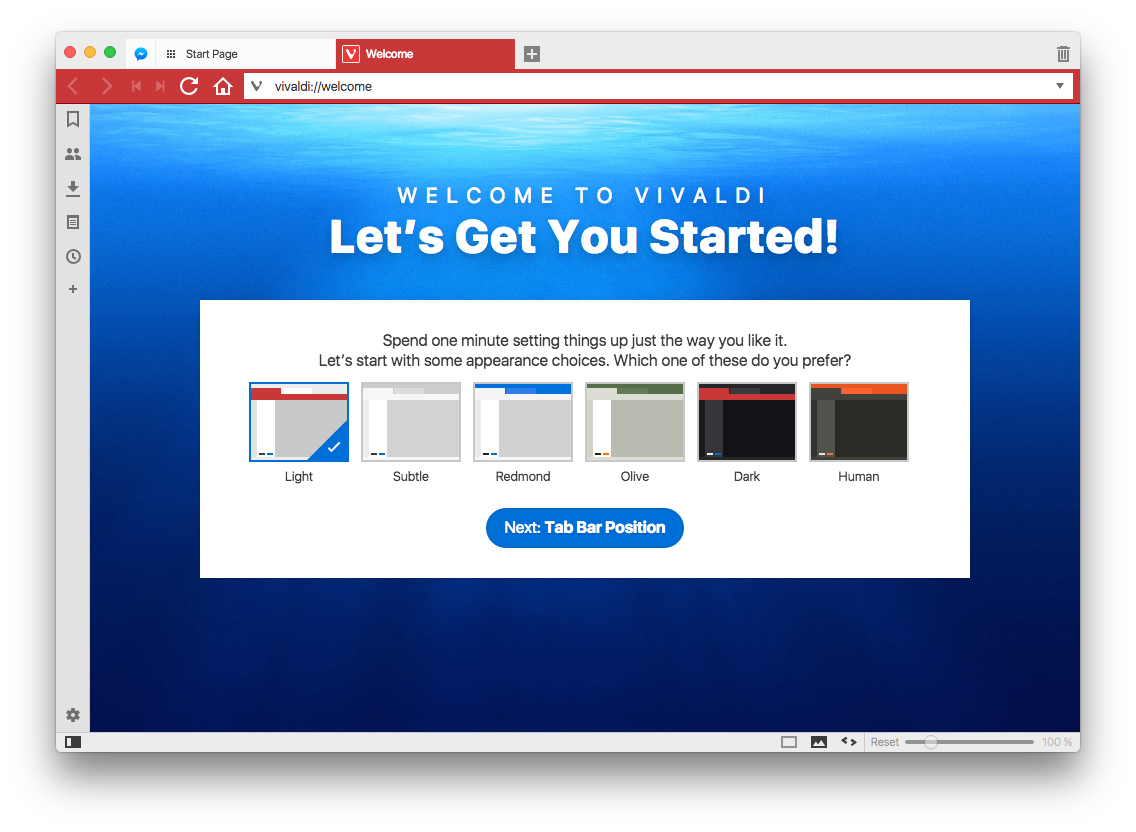 Start Page
Welcome
vivaldi://welcome
WELCOME TO VIVALDI
Let’s Get You Started!
Spend one minute setting things up just the way you like it.
Let’s start with some appearance choices. Which one of these do you prefer?
Light Subtle Redmond Olive Dark Human
Next: Tab Bar Position
Reset 100 %